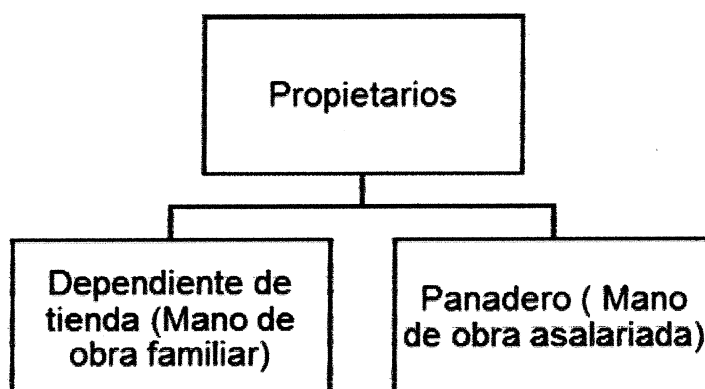 Propietarios
Dependiente de
tienda (Mano de
obra familiar)
Panadero ( Mano
de obra asalariada)